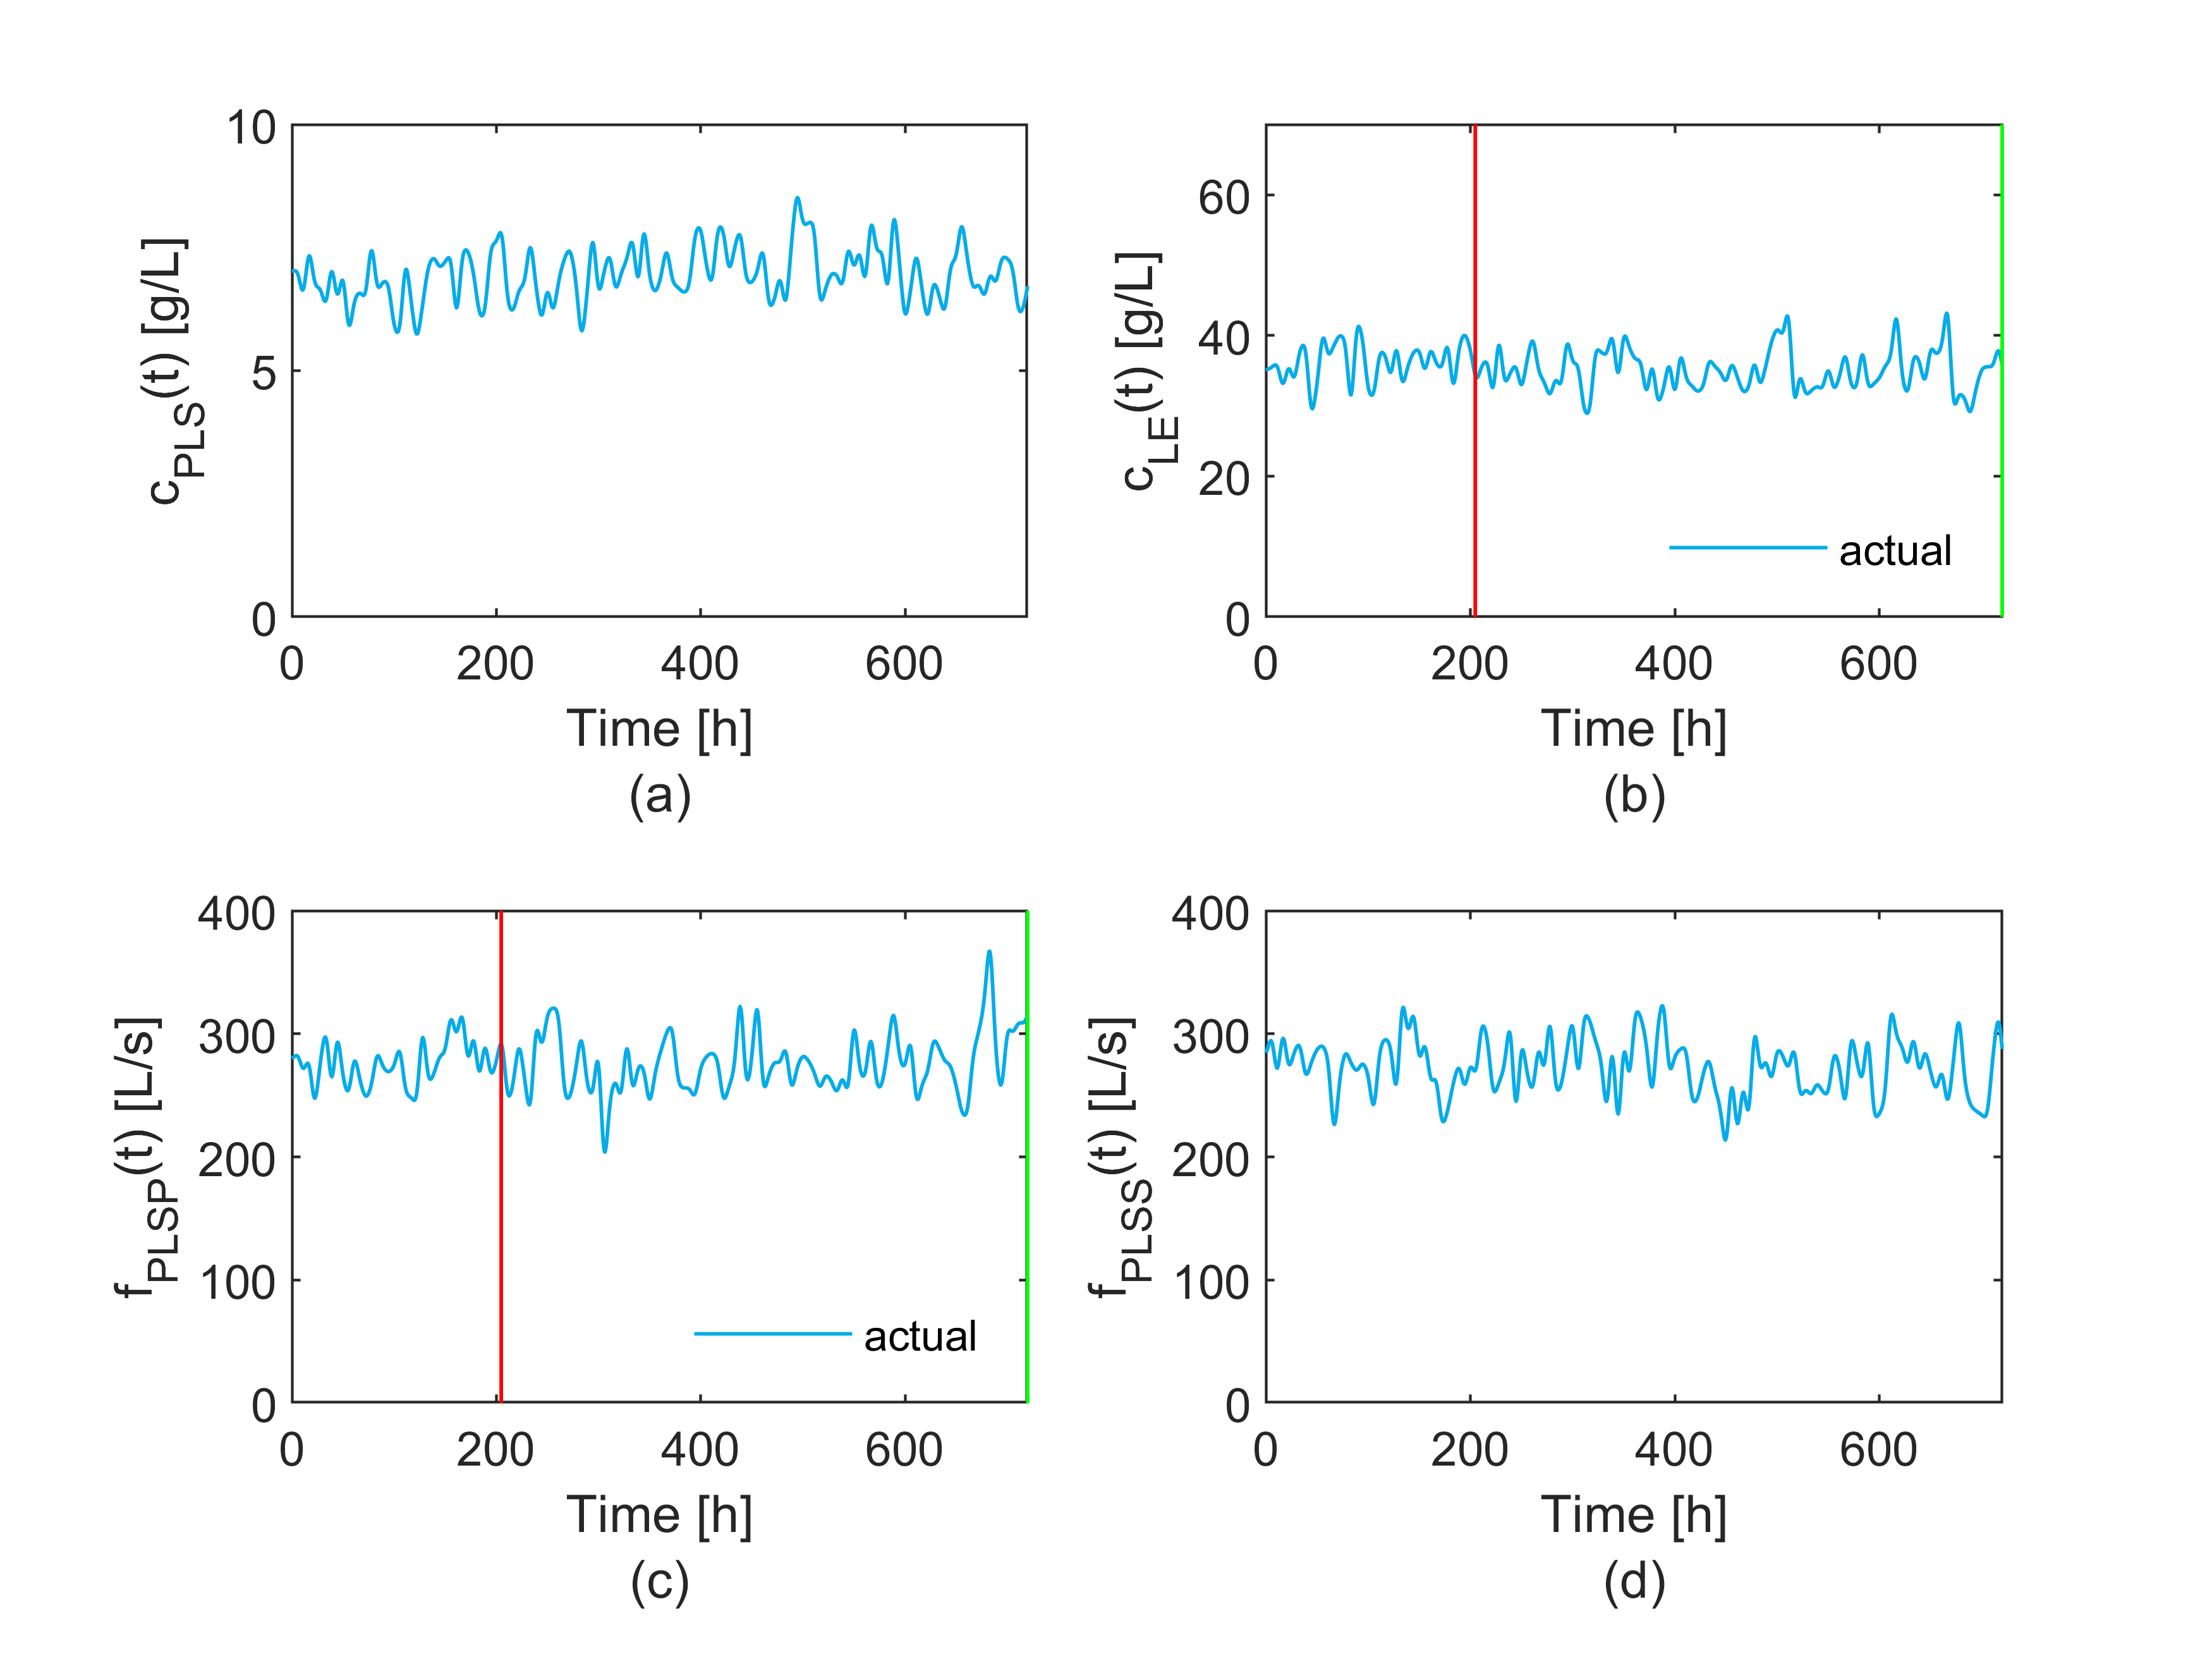 10
5
0
0 200 400 600
c_PLS(t) [g/L]
Time [h]
(a)
60
40
20
0
0 200 400 600
c_LE(t) [g/L]
actual
Time [h]
(b)
400
300
200
100
0
0 200 400 600
f_PLSP(t) [L/s]
actual
Time [h]
(c)
400
300
200
100
0
0 200 400 600
f_PLSS(t) [L/s]
Time [h]
(d)